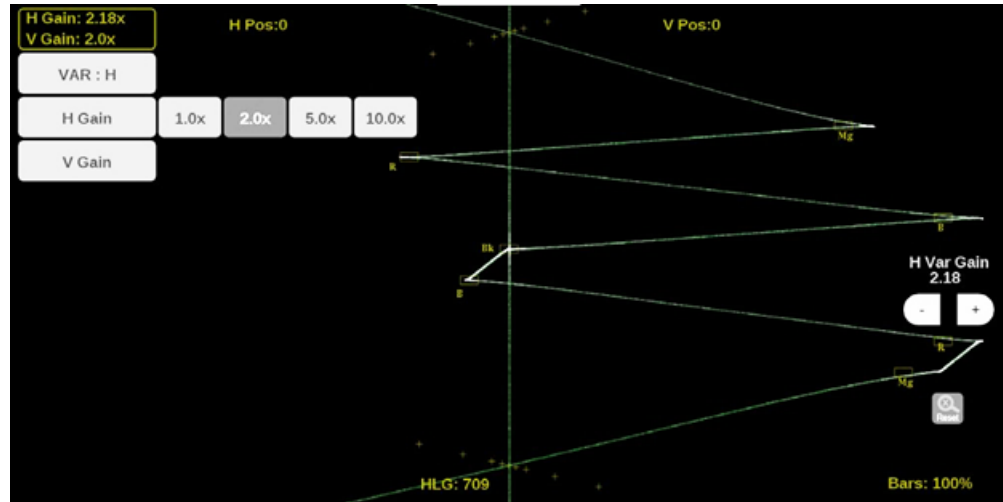 H Gain: 2.18x
V Gain: 2.0x
H Pos:0
V Pos:0
VAR : H
H Gain
1.0x
2.0x
5.0x
10.0x
V Gain
Mg
R
B
Bk
B
H Var Gain
2.18
-
+
R
Mg
Reset
HLG: 709
Bars: 100%